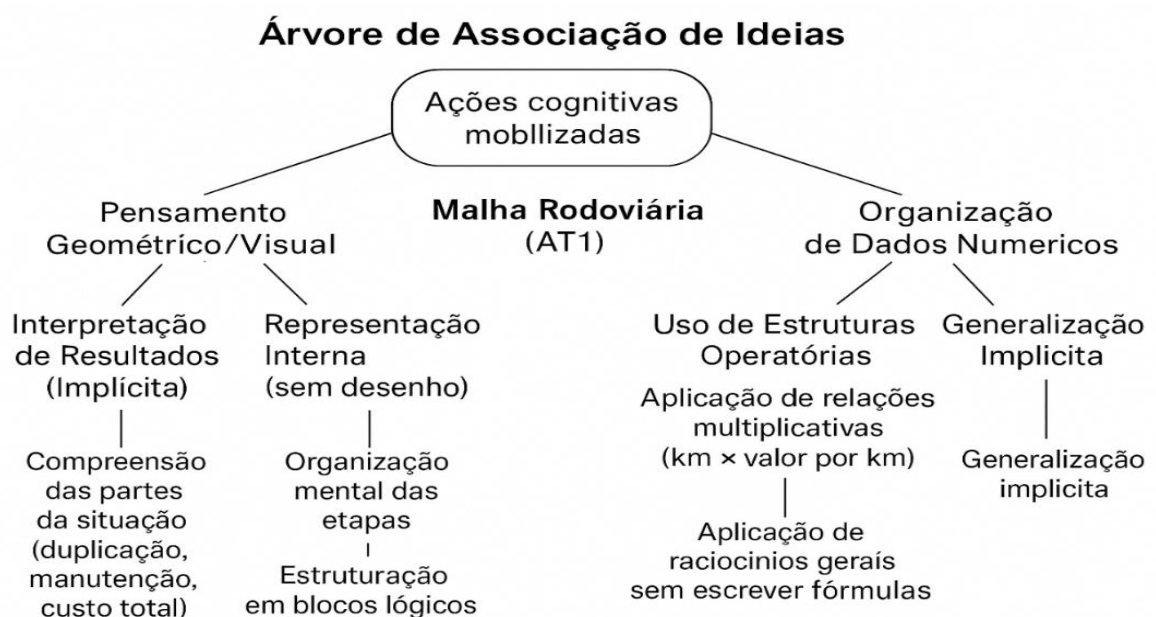 Árvore de Associação de Ideias
Ações cognitivas
mobllizadas
Malha Rodoviária
(AT1)
Pensamento
Geométríco/Visual
Interpretação
de Resultados
(Implícita)
Compreensão
das partes
da situação
(duplicação,
manutenção,
custo total)
Representação
Interna
(sem desenho)
Organização
mental das
etapas
Estruturação
em blocos lógicos
Organização
de Dados Numericos
Uso de Estruturas
Operatórias
Aplicação de relações
multiplicativas
(km × valor por km)
Aplicação de
raciocinios geraís
sem escrever fórmulas
Generalização
Implicita
Generalização
implicita